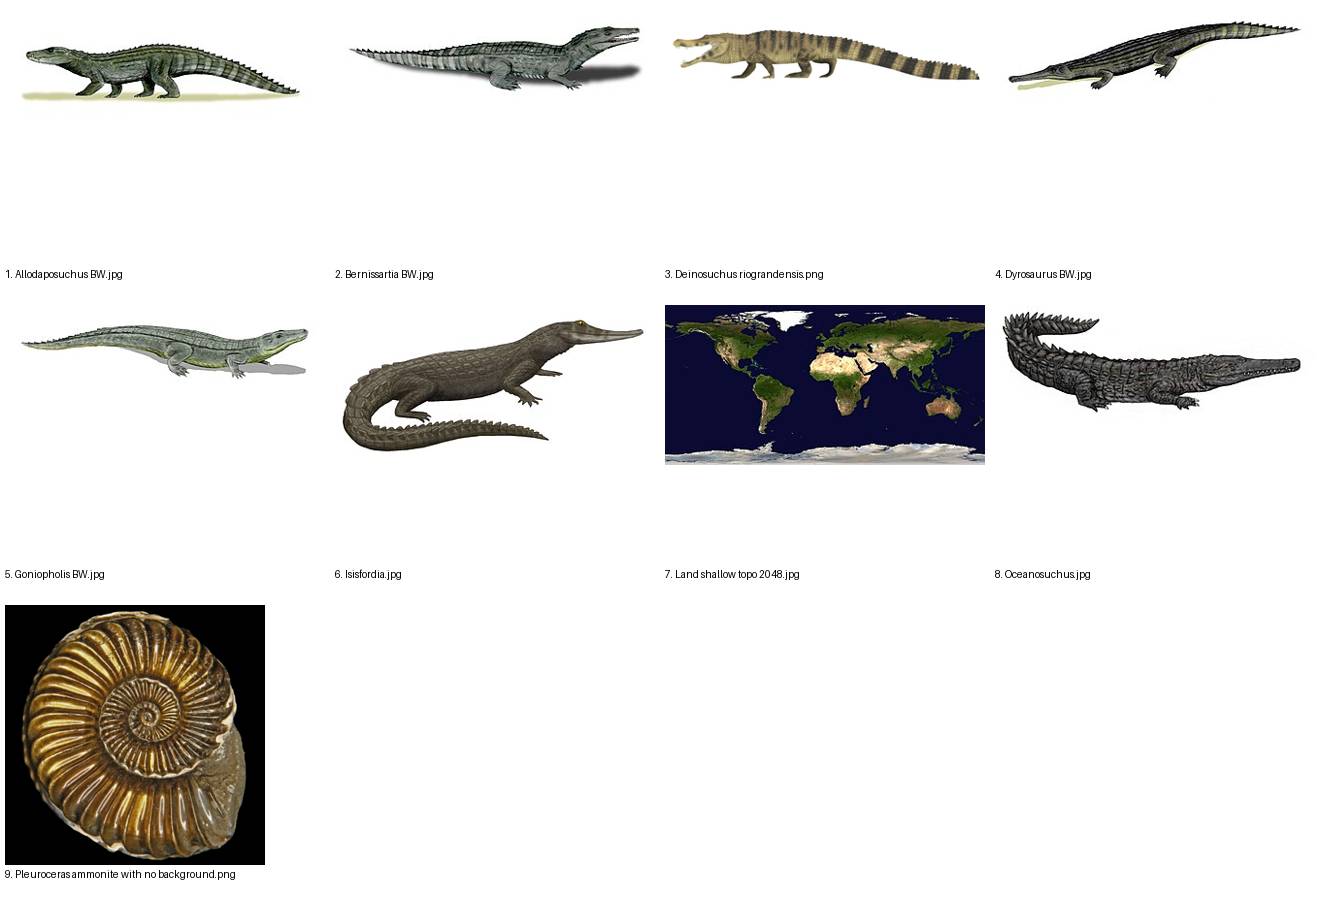 1. Allodaposuchus BW.jpg
2. Bernissartia BW.jpg
3. Deinosuchus riograndensis.png
4. Dyrosaurus BW.jpg
5. Goniopholis BW.jpg
6. Isisfordia.jpg
7. Land shallow topo 2048.jpg
8. Oceanosuchus.jpg
9. Pleuroceras ammonite with no background.png